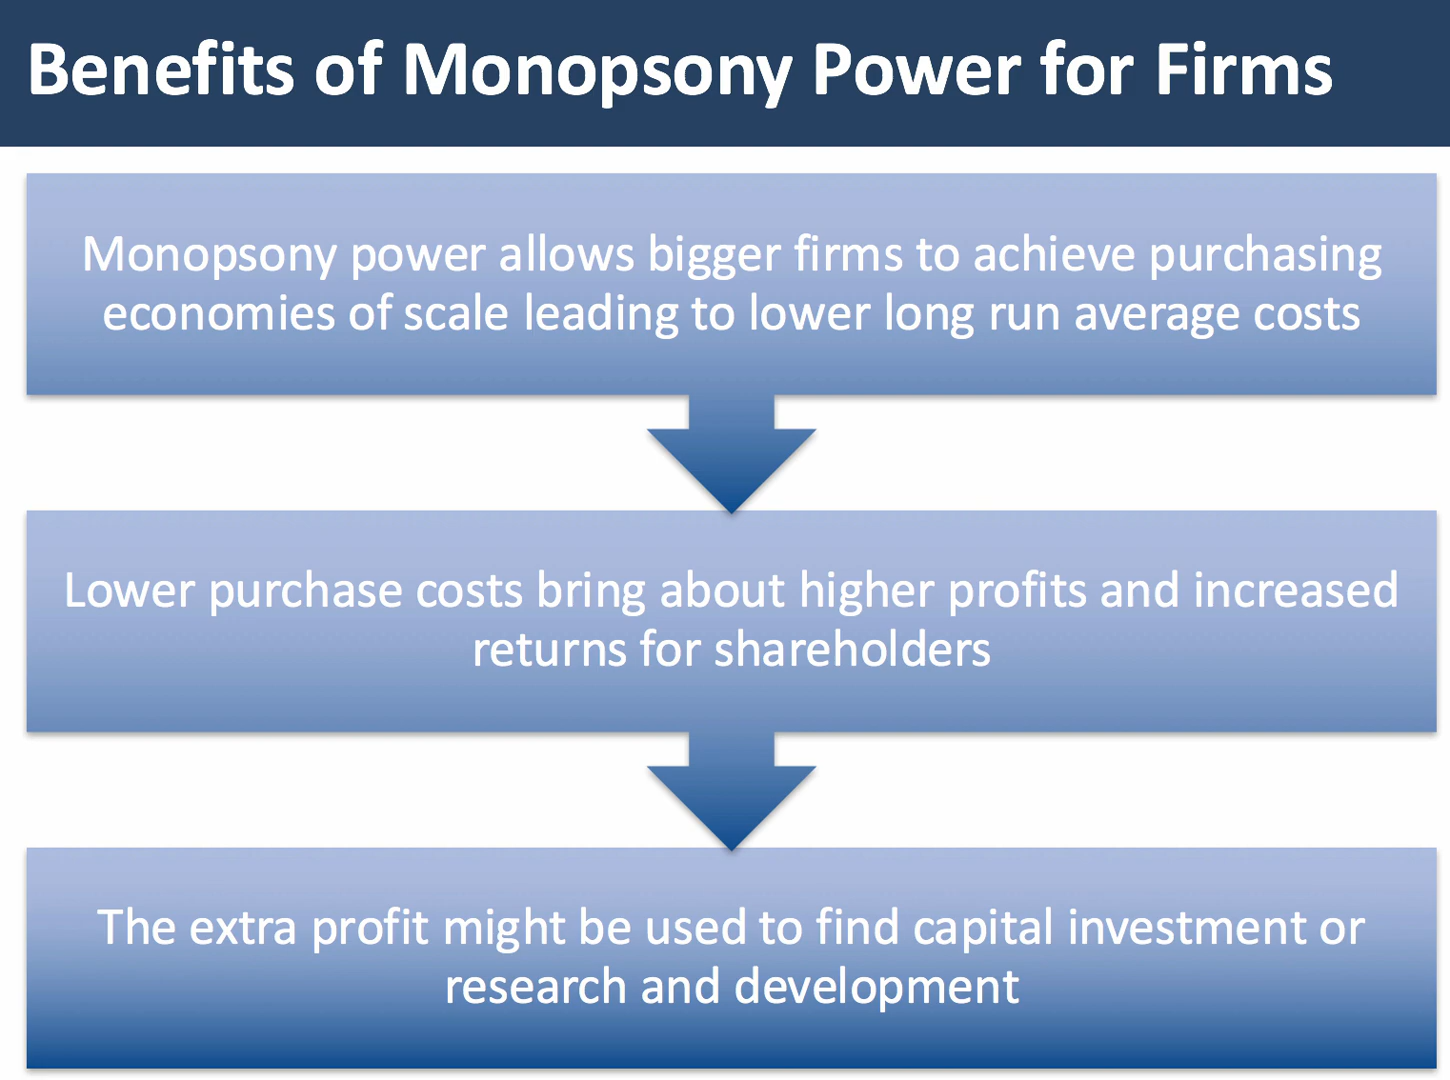 Benefits of Monopsony Power for Firms
Monopsony power allows bigger firms to achieve purchasing
economies of scale leading to lower long run average costs
Lower purchase costs bring about higher profits and increased
returns for shareholders
The extra profit might be used to find capital investment or
research and development